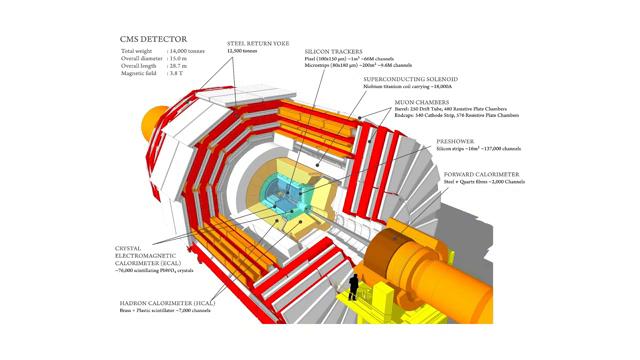 CMS DETECTOR
Total weight : 14,000 tonnes
Overall diameter : 15.0 m
Overall length : 28.7 m
Magnetic field : 3.8 T
STEEL RETURN YOKE
12,500 tonnes
SILICON TRACKERS
Pixel (100x150 μm) ~1m² ~66M channels
Microstrips (80x180 μm) ~200m² ~9.6M channels
SUPERCONDUCTING SOLENOID
Niobium titanium coil carrying ~18,000A
MUON CHAMBERS
Barrel: 250 Drift Tube, 480 Resistive Plate Chambers
Endcaps: 540 Cathode Strip, 576 Resistive Plate Chambers
PRESHOWER
Silicon strips ~16m² ~137,000 channels
FORWARD CALORIMETER
Steel + Quartz fibres ~2,000 Channels
CRYSTAL
ELECTROMAGNETIC
CALORIMETER (ECAL)
~76,000 scintillating PbWO₄ crystals
HADRON CALORIMETER (HCAL)
Brass + Plastic scintillator ~7,000 channels